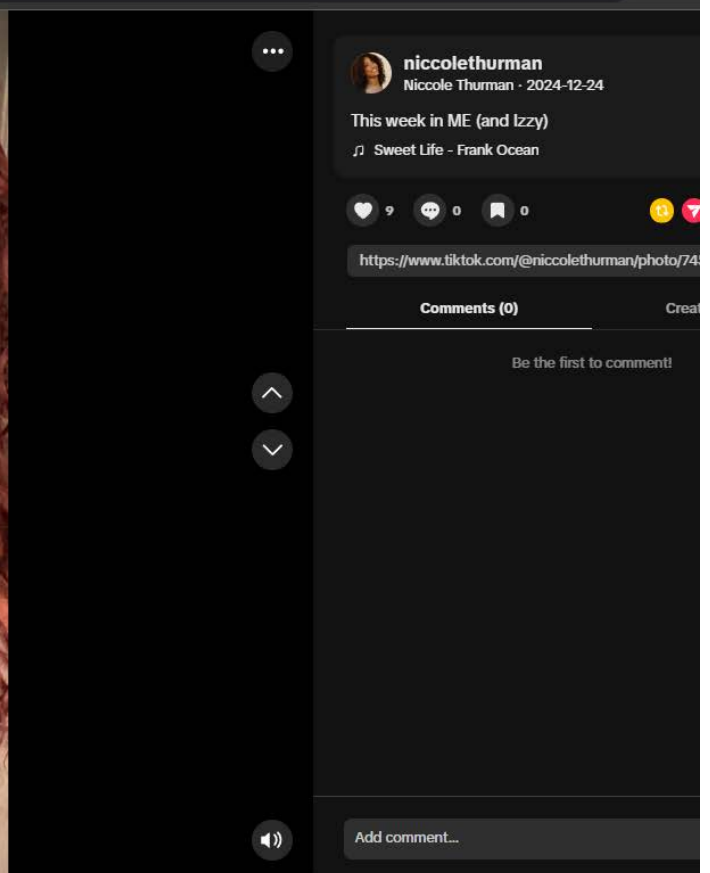 niccolethurman
Niccole Thurman · 2024-12-24
This week in ME (and Izzy)
Sweet Life - Frank Ocean
9 0 0
https://www.tiktok.com/@niccolethurman/photo/74
Comments (0) Creat
Be the first to comment!
Add comment...